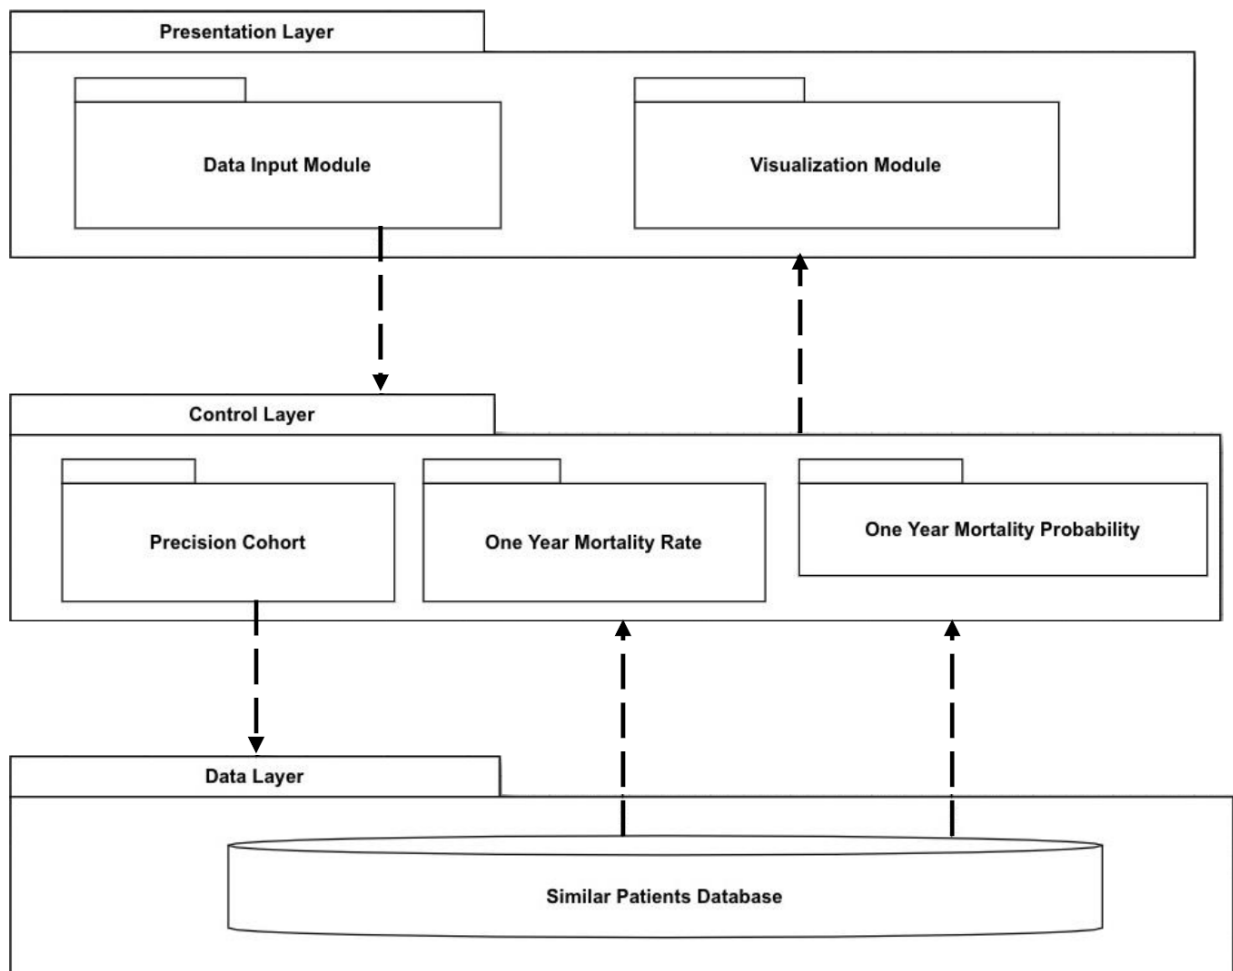 Presentation Layer
Data Input Module
Visualization Module
Control Layer
Precision Cohort
One Year Mortality Rate
One Year Mortality Probability
Data Layer
Similar Patients Database